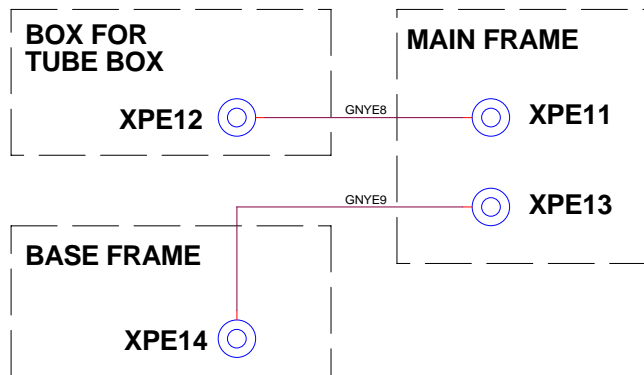 BOX FOR
TUBE BOX
MAIN FRAME
XPE12
GNYE8
XPE11
GNYE9
XPE13
BASE FRAME
XPE14